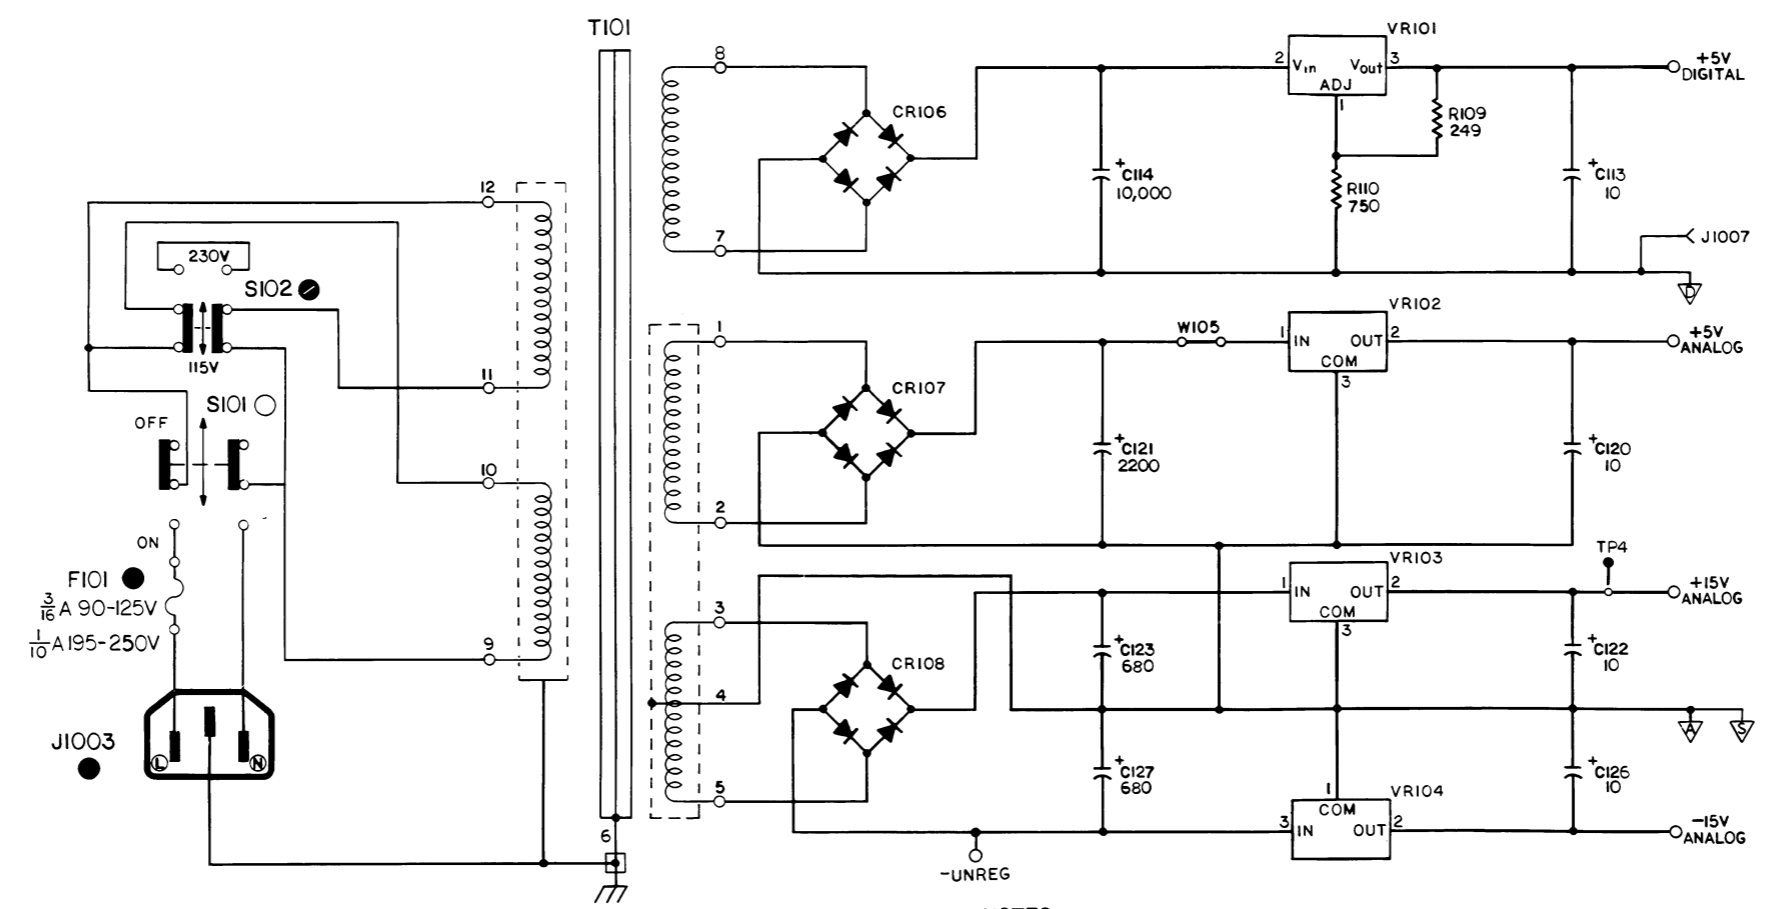 T101
8
CR106
7
VR101
2
Vin
Vout
3
ADJ
1
+5V
DIGITAL
R109
249
+
C114
10,000
R110
750
+
C113
10
J1007
D
12
230V
S102
115V
11
S101
OFF
10
ON
F101
3/16 A 90-125V
1/10 A 195-250V
9
J1003
L
N
6
1
CR107
2
W105
VR102
1
IN
OUT
2
COM
3
+5V
ANALOG
+
C121
2200
+
C120
10
3
CR108
4
5
VR103
1
IN
OUT
2
COM
3
TP4
+15V
ANALOG
+
C123
680
+
C122
10
A
S
+
C127
680
+
C126
10
VR104
1
COM
3
IN
OUT
2
-15V
ANALOG
-UNREG